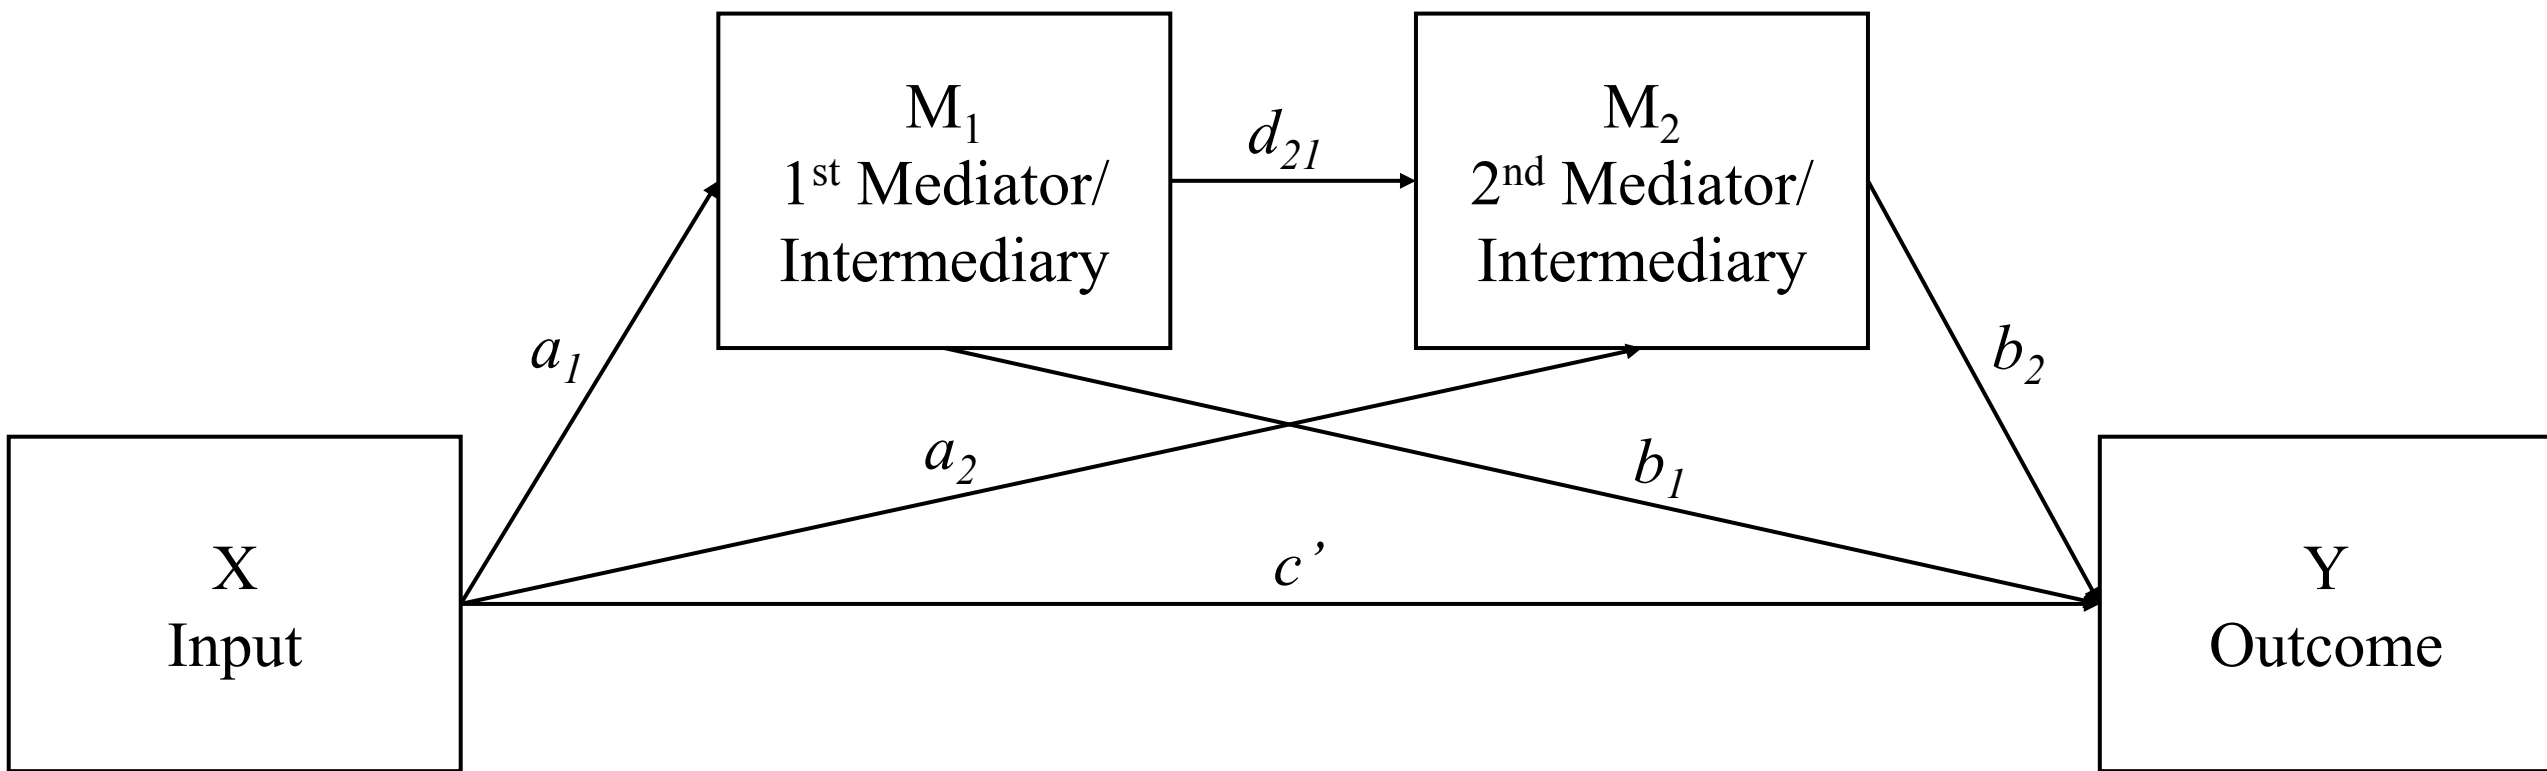 M₁
1ˢᵗ Mediator/
Intermediary
d₂₁
M₂
2ⁿᵈ Mediator/
Intermediary
a₁
b₂
a₂
b₁
c’
X
Input
Y
Outcome